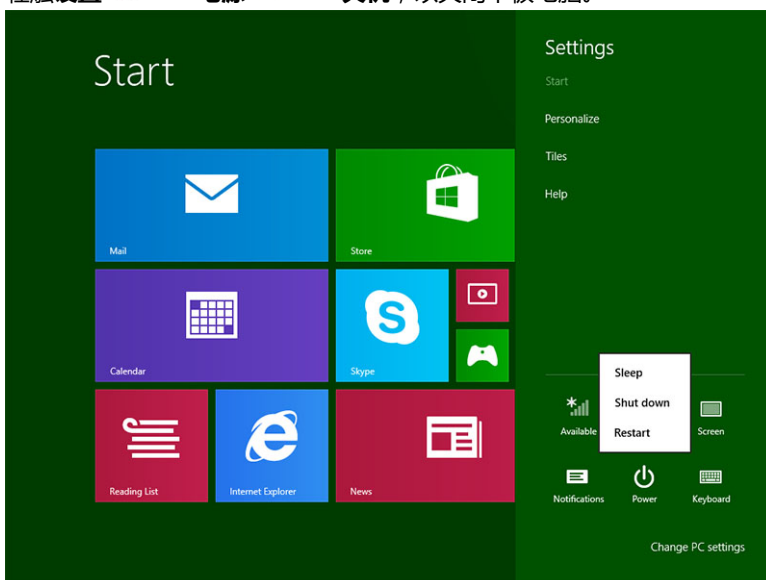 Start
Mail
Store
Calendar
Skype
Reading List
Internet Explorer
News
Settings
Start
Personalize
Tiles
Help
Sleep
Shut down
Restart
Available
Screen
Notifications
Power
Keyboard
Change PC settings